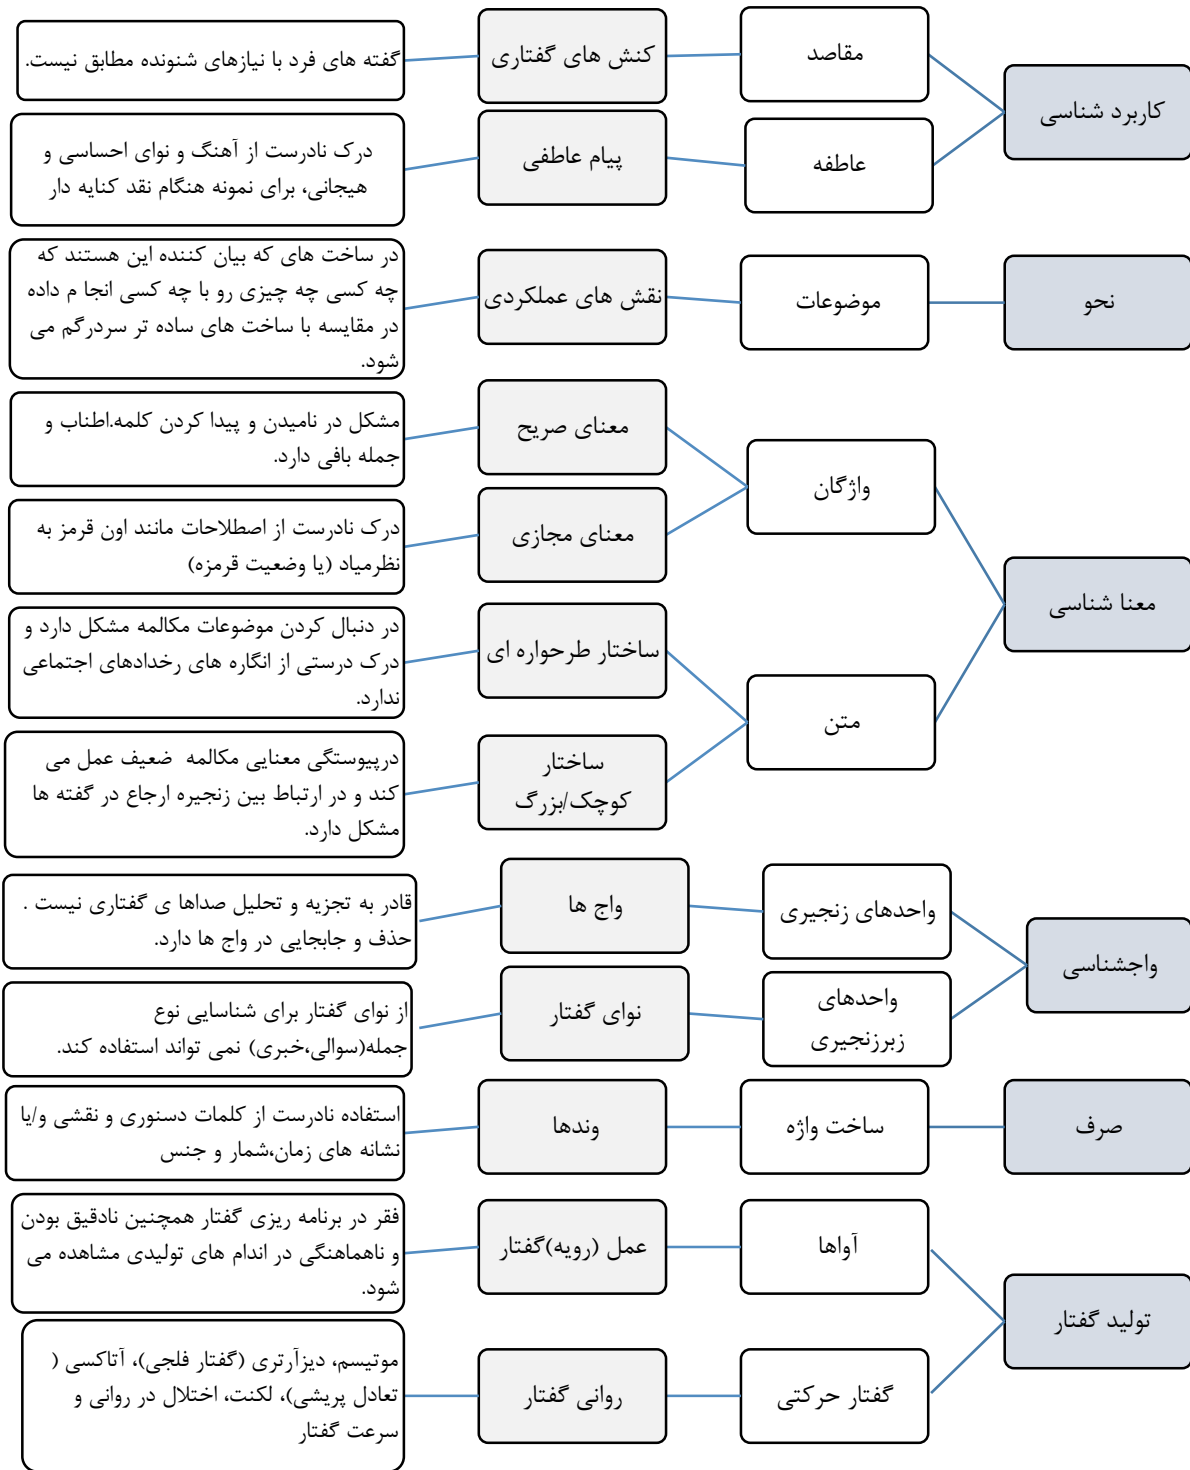 کاربرد شناسی
مقاصد
کنش های گفتاری
گفته های فرد با نیازهای شنونده مطابق نیست.
عاطفه
پیام عاطفی
درک نادرست از آهنگ و نوای احساسی و
هیجانی، برای نمونه هنگام نقد کنایه دار
نحو
موضوعات
نقش های عملکردی
در ساخت های که بیان کننده این هستند که
چه کسی چه چیزی رو با چه کسی انجا م داده
در مقایسه با ساخت های ساده تر سردرگم می
شود.
معنا شناسی
واژگان
معنای صریح
مشکل در نامیدن و پیدا کردن کلمه.اطناب و
جمله بافی دارد.
معنای مجازی
درک نادرست از اصطلاحات مانند اون قرمز به
نظرمیاد (یا وضعیت قرمزه)
متن
ساختار طرحواره ای
در دنبال کردن موضوعات مکالمه مشکل دارد و
درک درستی از انگاره های رخدادهای اجتماعی
ندارد.
ساختار
کوچک/بزرگ
درپیوستگی معنایی مکالمه ضعیف عمل می
کند و در ارتباط بین زنجیره ارجاع در گفته ها
مشکل دارد.
واجشناسی
واحدهای زنجیری
واج ها
قادر به تجزیه و تحلیل صداها ی گفتاری نیست .
حذف و جابجایی در واج ها دارد.
واحدهای
زبرزنجیری
نوای گفتار
از نوای گفتار برای شناسایی نوع
جمله(سوالی،خبری) نمی تواند استفاده کند.
صرف
ساخت واژه
وندها
استفاده نادرست از کلمات دسنوری و نقشی و/یا
نشانه های زمان،شمار و جنس
تولید گفتار
آواها
عمل (رویه)گفتار
فقر در برنامه ریزی گفتار همچنین نادقیق بودن
و ناهماهنگی در اندام های تولیدی مشاهده می
شود.
گفتار حرکتی
روانی گفتار
موتیسم، دیزآرتری (گفتار فلجی)، آتاکسی (
تعادل پریشی)، لکنت، اختلال در روانی و
سرعت گفتار